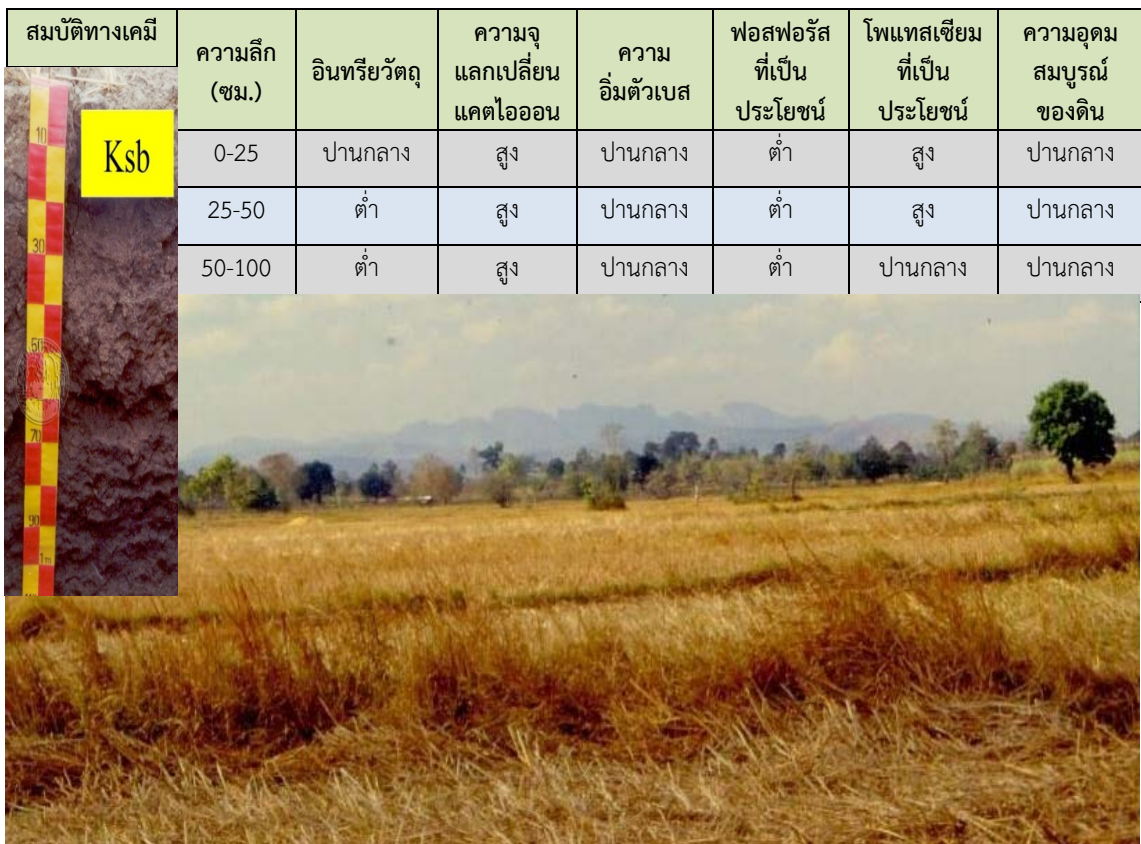 สมบัติทางเคมี
ความลึก
(ซม.)
อินทรียวัตถุ
ความจุ
แลกเปลี่ยน
แคตไอออน
ความ
อิ่มตัวเบส
ฟอสฟอรัส
ที่เป็น
ประโยชน์
โพแทสเซียม
ที่เป็น
ประโยชน์
ความอุดม
สมบูรณ์
ของดิน
0-25 ปานกลาง สูง ปานกลาง ต่ำ สูง ปานกลาง
25-50 ต่ำ สูง ปานกลาง ต่ำ สูง ปานกลาง
50-100 ต่ำ สูง ปานกลาง ต่ำ ปานกลาง ปานกลาง
Ksb
10
30
50
70
90
1m